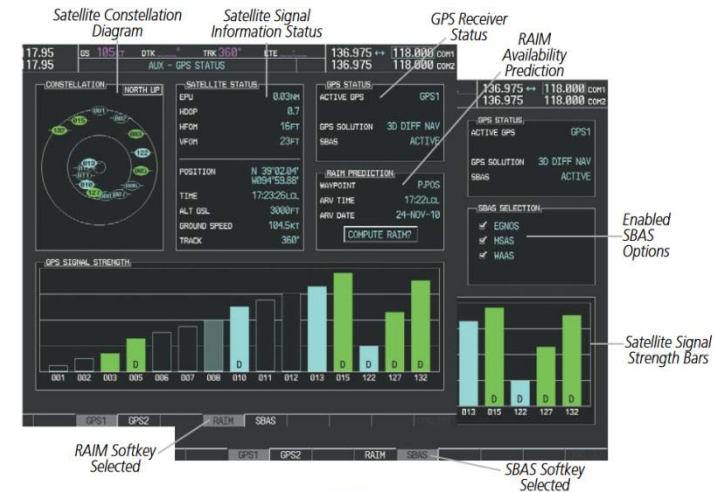 Satellite Constellation
Diagram
Satellite Signal
Information Status
GPS Receiver
Status
RAIM
Availability
Prediction
17.95 GS 105KT DTK ___° TRK 360° ETE 136.975 ↔ 118.000 COM1
17.95 AUX - GPS STATUS 136.975 118.000 COM2
CONSTELLATION
NORTH UP
SATELLITE STATUS
EPU 0.03NM
HDOP 0.7
HFOM 16FT
VFOM 23FT
POSITION N 39°02.04'
W094°59.88'
TIME 17:23:26LCL
ALT GSL 3000FT
GROUND SPEED 104.5KT
TRACK 360°
GPS STATUS
ACTIVE GPS GPS1
GPS SOLUTION 3D DIFF NAV
SBAS ACTIVE
RAIM PREDICTION
WAYPOINT P.POS
ARV TIME 17:22LCL
ARV DATE 24-NOV-10
COMPUTE RAIM?
136.975 ↔ 118.000 COM1
136.975 118.000 COM2
GPS STATUS
ACTIVE GPS GPS1
GPS SOLUTION 3D DIFF NAV
SBAS ACTIVE
SBAS SELECTION
EGNOS
MSAS
WAAS
Enabled
SBAS
Options
GPS SIGNAL STRENGTH
D D D D D D D
001 002 003 005 006 007 008 010 011 012 013 015 122 127 132
D D D D
013 015 122 127 132
Satellite Signal
Strength Bars
GPS1 GPS2 RAIM SBAS
GPS1 GPS2 RAIM SBAS
RAIM Softkey
Selected
SBAS Softkey
Selected